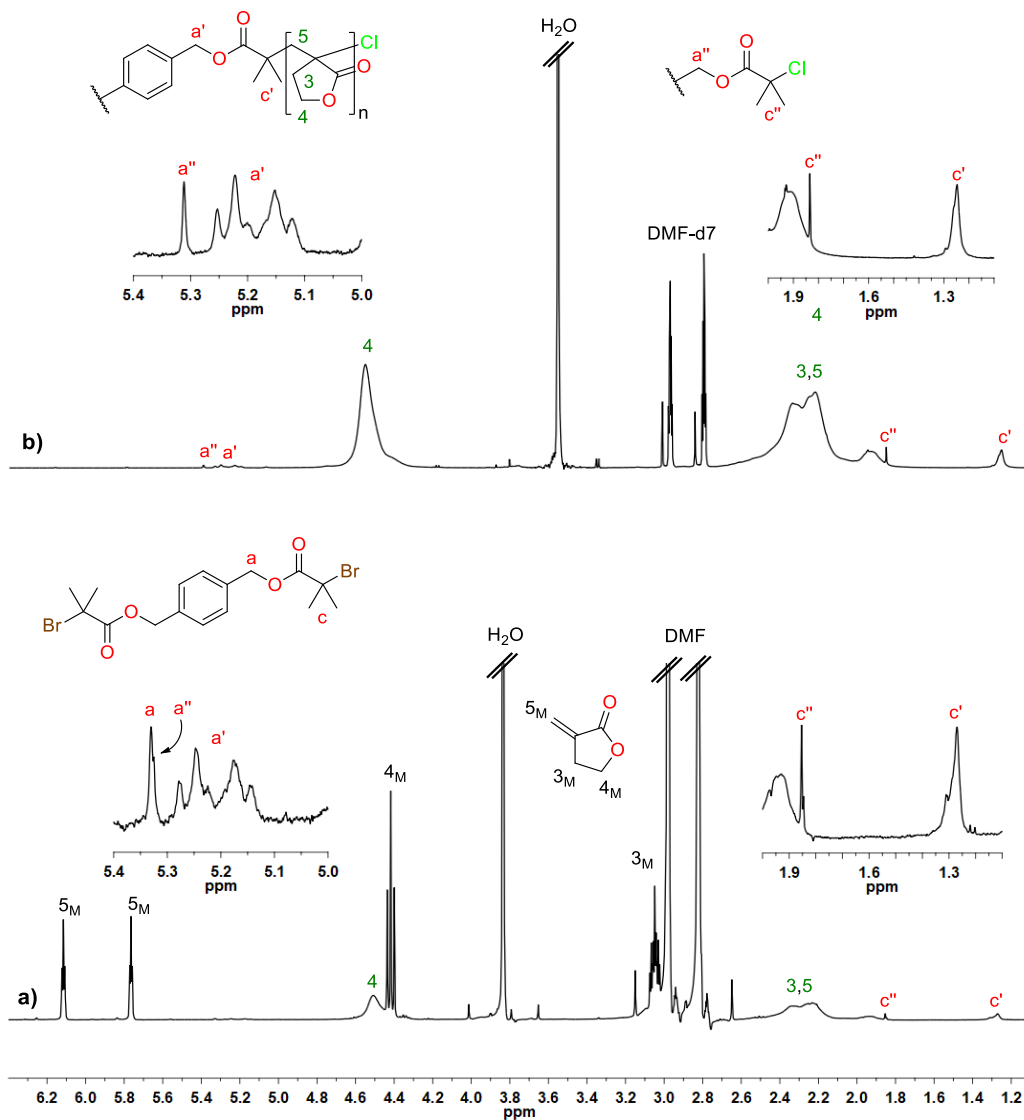 a' O H2O
5 Cl O
O a'' Cl
c' 3 O O
4 n c''
a'' a' c'' c'
DMF-d7
5.4 5.3 5.2 5.1 5.0
ppm
1.9 1.6 1.3
ppm
4
4 3,5
b) a'' a' c'' c'
O a O Br
O
Br O c
O
H2O DMF
a a'' a'
5M O
O
3M 4M
c'' c'
4M
5.4 5.3 5.2 5.1 5.0
ppm
1.9 1.6 1.3
ppm
3M
5M 5M
4 3,5
a) c'' c'
6.2 6.0 5.8 5.6 5.4 5.2 5.0 4.8 4.6 4.4 4.2 4.0 3.8 3.6 3.4 3.2 3.0 2.8 2.6 2.4 2.2 2.0 1.8 1.6 1.4 1.2
ppm